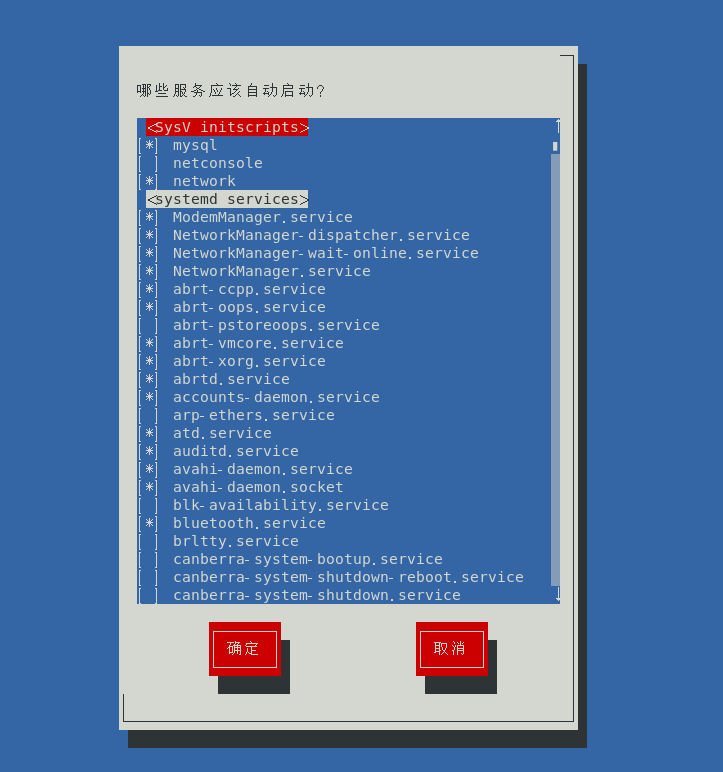 哪些服务应该自动启动?
<SysV initscripts>
[*] mysql
[ ] netconsole
[*] network
<systemd services>
[*] ModemManager.service
[*] NetworkManager-dispatcher.service
[*] NetworkManager-wait-online.service
[*] NetworkManager.service
[*] abrt-ccpp.service
[*] abrt-oops.service
[ ] abrt-pstoreoops.service
[*] abrt-vmcore.service
[*] abrt-xorg.service
[*] abrtd.service
[*] accounts-daemon.service
[ ] arp-ethers.service
[*] atd.service
[*] auditd.service
[*] avahi-daemon.service
[*] avahi-daemon.socket
[ ] blk-availability.service
[*] bluetooth.service
[ ] brltty.service
[ ] canberra-system-bootup.service
[ ] canberra-system-shutdown-reboot.service
[ ] canberra-system-shutdown.service
确定
取消